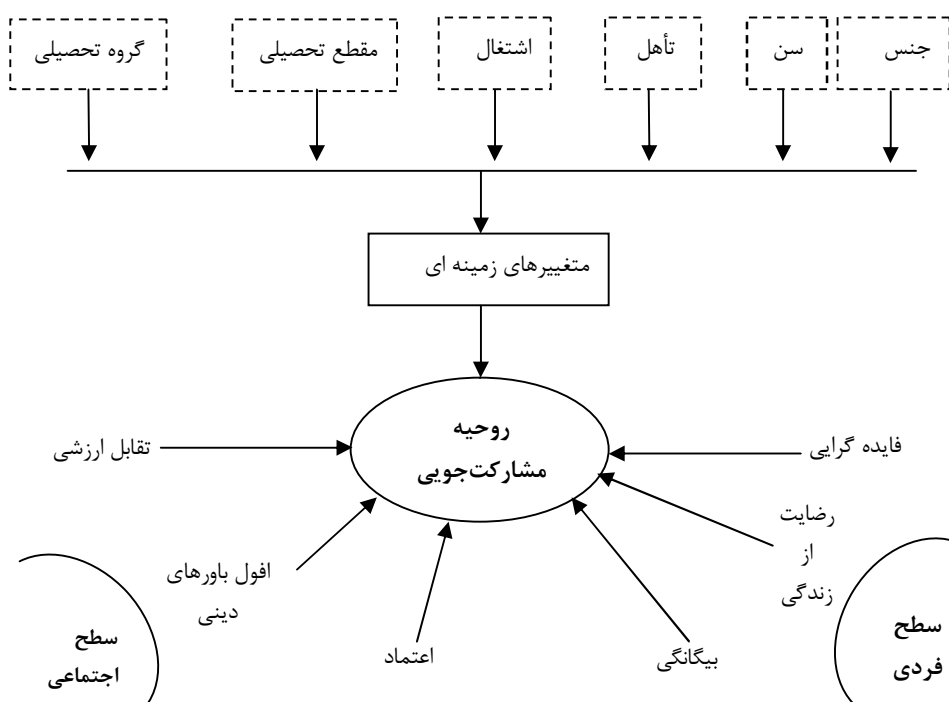 جنس
سن
تأهل
اشتغال
مقطع تحصیلی
گروه تحصیلی
متغییرهای زمینه ای
روحیه
مشارکت‌جویی
فایده گرایی
تقابل ارزشی
رضایت
از
زندگی
افول باورهای
دینی
اعتماد
بیگانگی
سطح
فردی
سطح
اجتماعی